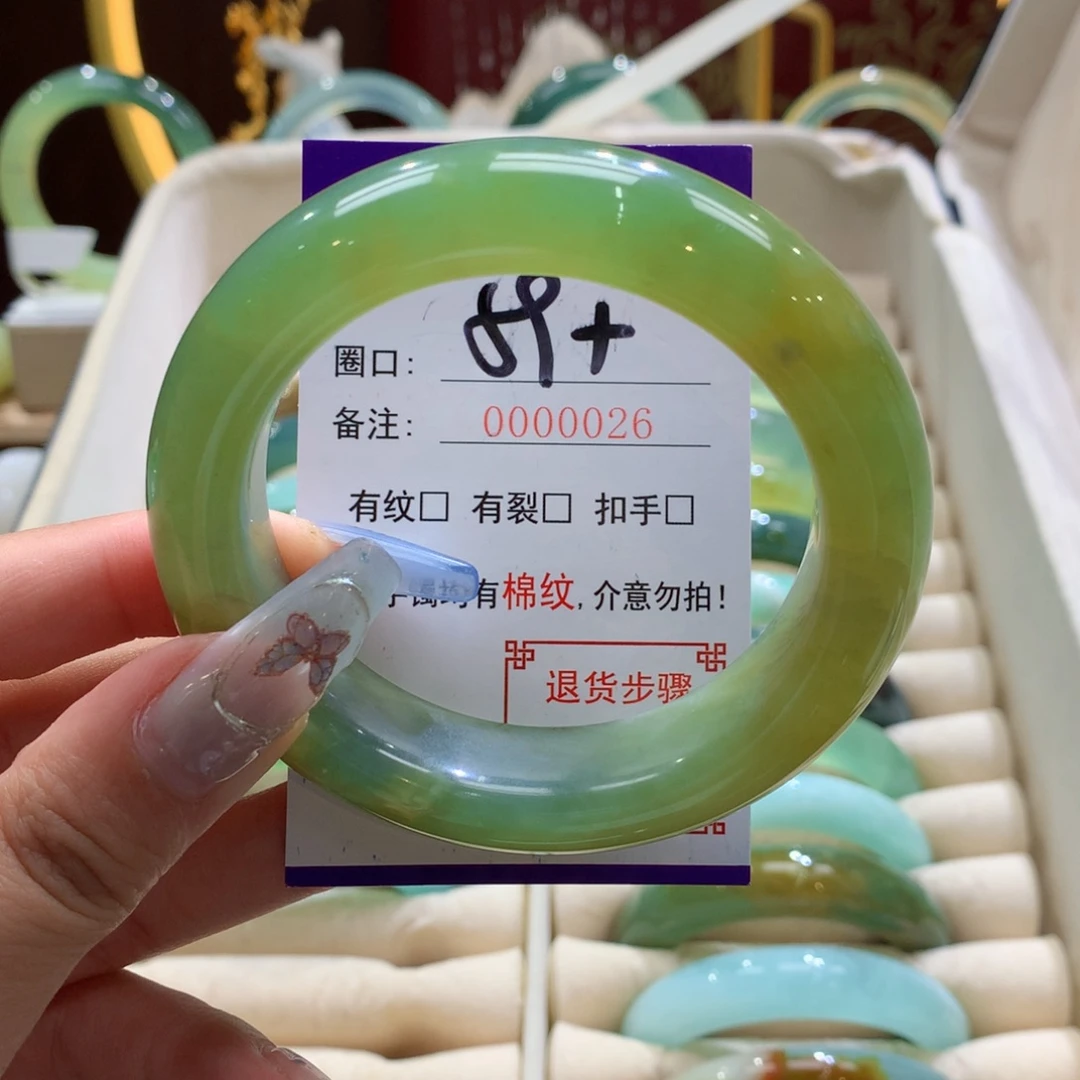 圈口: 59+
备注: 0000026
有纹□ 有裂□ 扣手□
有棉纹,介意勿拍!
退货步骤